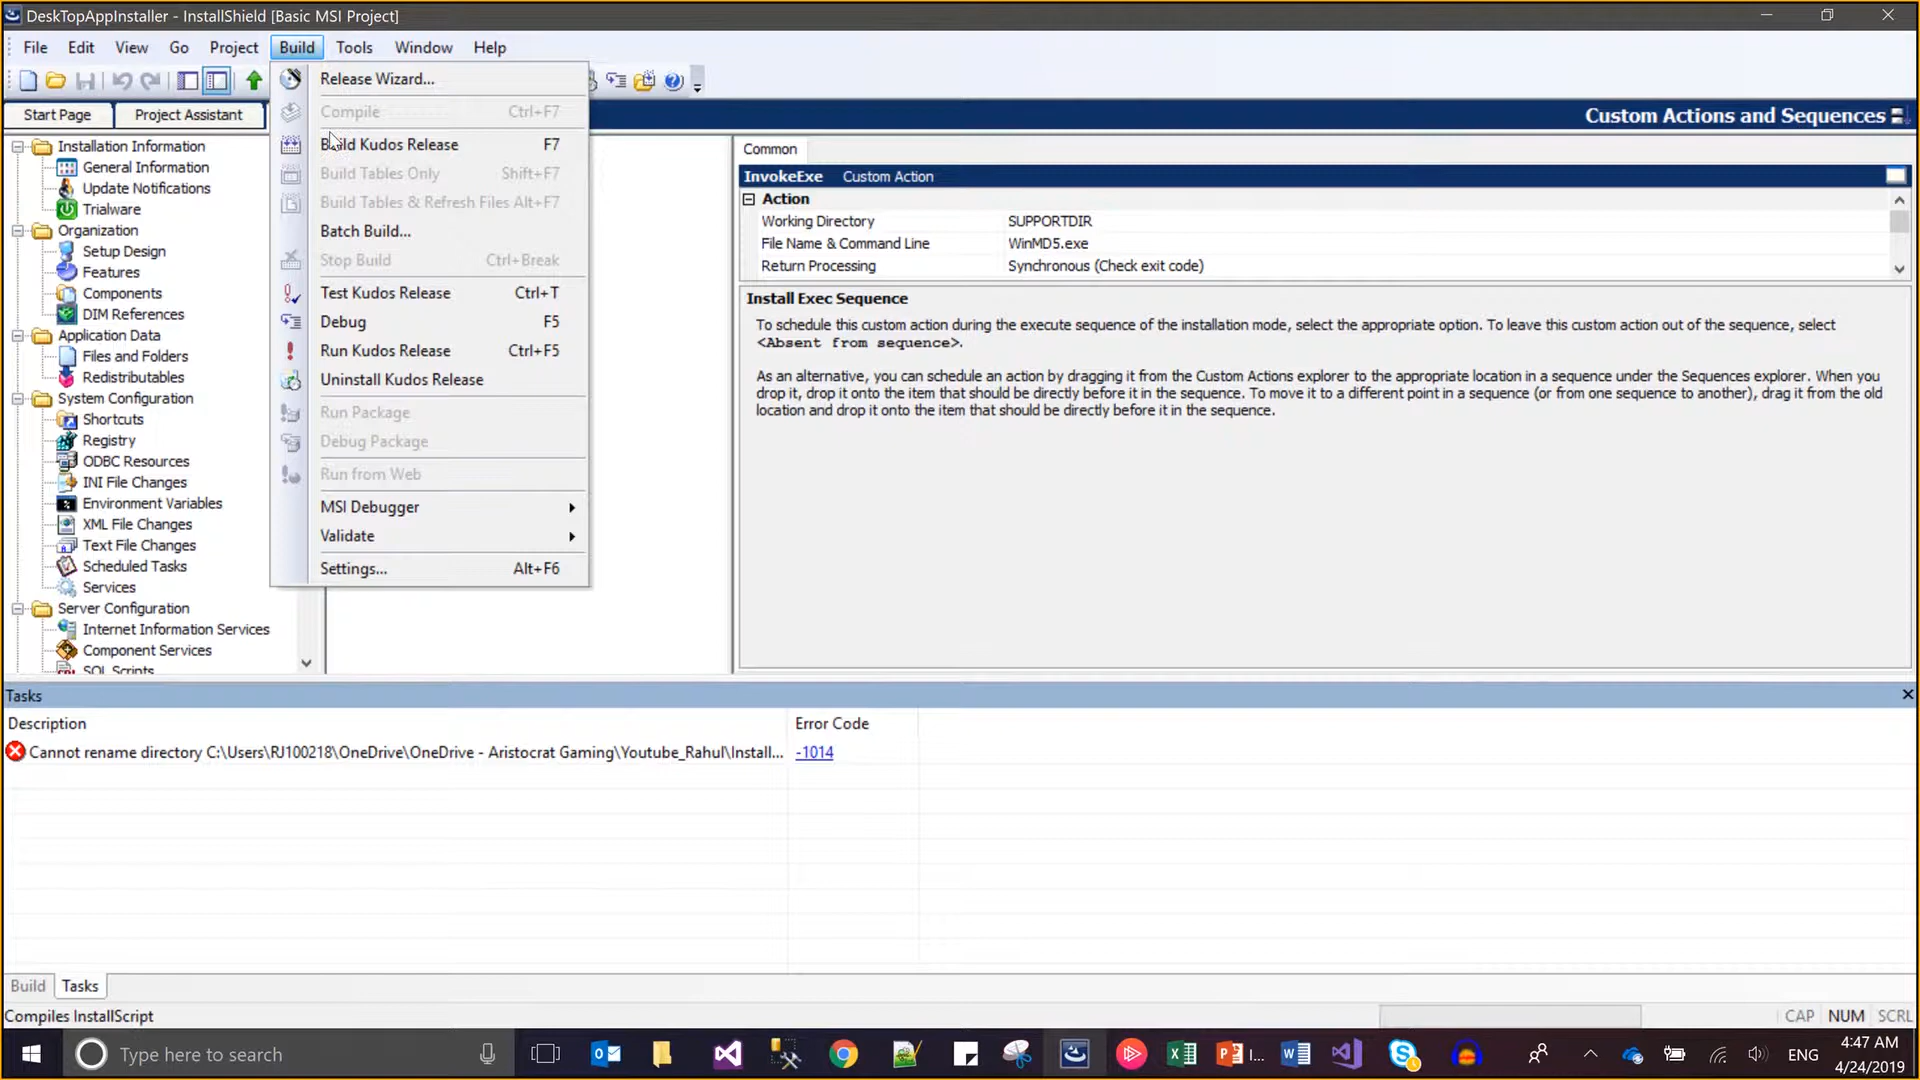 DeskTopAppInstaller - InstallShield [Basic MSI Project]
File Edit View Go Project Build Tools Window Help
Start Page Project Assistant
Custom Actions and Sequences
Installation Information
General Information
Update Notifications
Trialware
Organization
Setup Design
Features
Components
DIM References
Application Data
Files and Folders
Redistributables
System Configuration
Shortcuts
Registry
ODBC Resources
INI File Changes
Environment Variables
XML File Changes
Text File Changes
Scheduled Tasks
Services
Server Configuration
Internet Information Services
Component Services
SQL Scripts
Release Wizard...
Compile Ctrl+F7
Build Kudos Release F7
Build Tables Only Shift+F7
Build Tables & Refresh Files Alt+F7
Batch Build...
Stop Build Ctrl+Break
Test Kudos Release Ctrl+T
Debug F5
Run Kudos Release Ctrl+F5
Uninstall Kudos Release
Run Package
Debug Package
Run from Web
MSI Debugger
Validate
Settings... Alt+F6
Common
InvokeExe Custom Action
Action
Working Directory SUPPORTDIR
File Name & Command Line WinMD5.exe
Return Processing Synchronous (Check exit code)
Install Exec Sequence
To schedule this custom action during the execute sequence of the installation mode, select the appropriate option. To leave this custom action out of the sequence, select
<Absent from sequence>.
As an alternative, you can schedule an action by dragging it from the Custom Actions explorer to the appropriate location in a sequence under the Sequences explorer. When you
drop it, drop it onto the item that should be directly before it in the sequence. To move it to a different point in a sequence (or from one sequence to another), drag it from the old
location and drop it onto the item that should be directly before it in the sequence.
Tasks
Description Error Code
Cannot rename directory C:\Users\RJ100218\OneDrive\OneDrive - Aristocrat Gaming\Youtube_Rahul\Install... -1014
Build Tasks
Compiles InstallScript
CAP NUM SCRL
Type here to search
I...
ENG
4:47 AM
4/24/2019